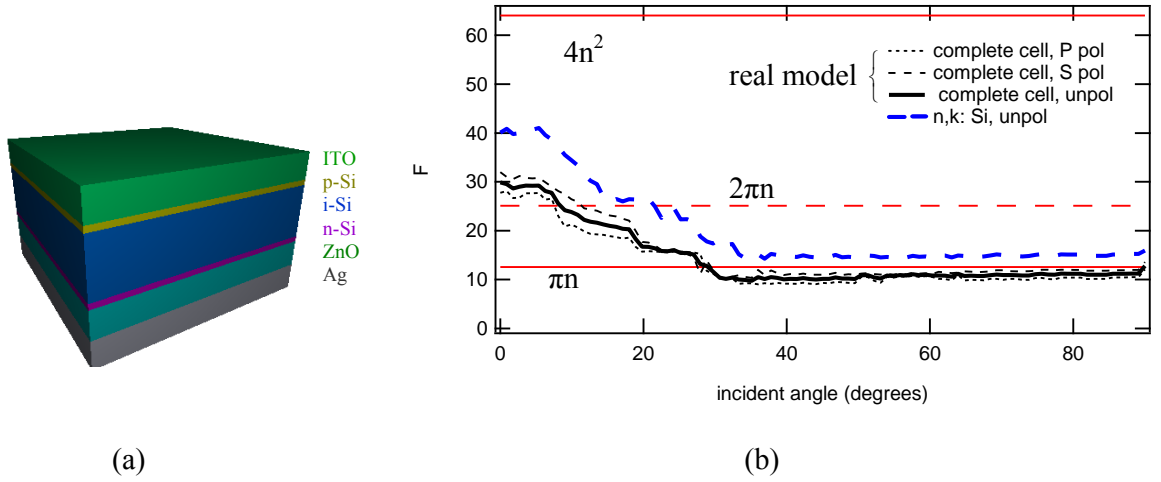 ITO
p-Si
i-Si
n-Si
ZnO
Ag
(a)
60
50
40
30
20
10
0
F
4n²
2πn
πn
real model {
complete cell, P pol
complete cell, S pol
complete cell, unpol
n,k: Si, unpol
0
20
40
60
80
incident angle (degrees)
(b)